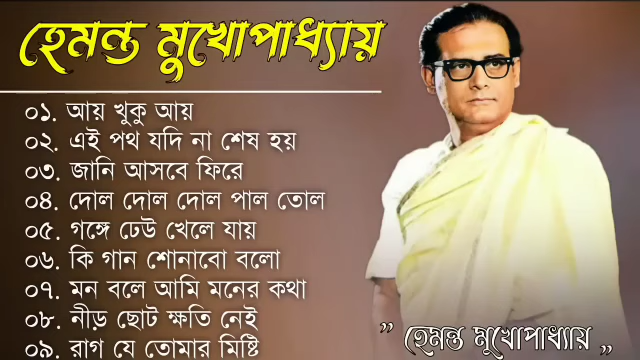 হেমন্ত মুখোপাধ্যায়
০১. আয় খুকু আয়
০২. এই পথ যদি না শেষ হয়
০৩. জানি আসবে ফিরে
০৪. দোল দোল দোল পাল তোল
০৫. গঙ্গে ঢেউ খেলে যায়
০৬. কি গান শোনাবো বলো
০৭. মন বলে আমি মনের কথা
০৮. নীড় ছোট ক্ষতি নেই
০৯. রাগ যে তোমার মিষ্টি
" হেমন্ত মুখোপাধ্যায় "